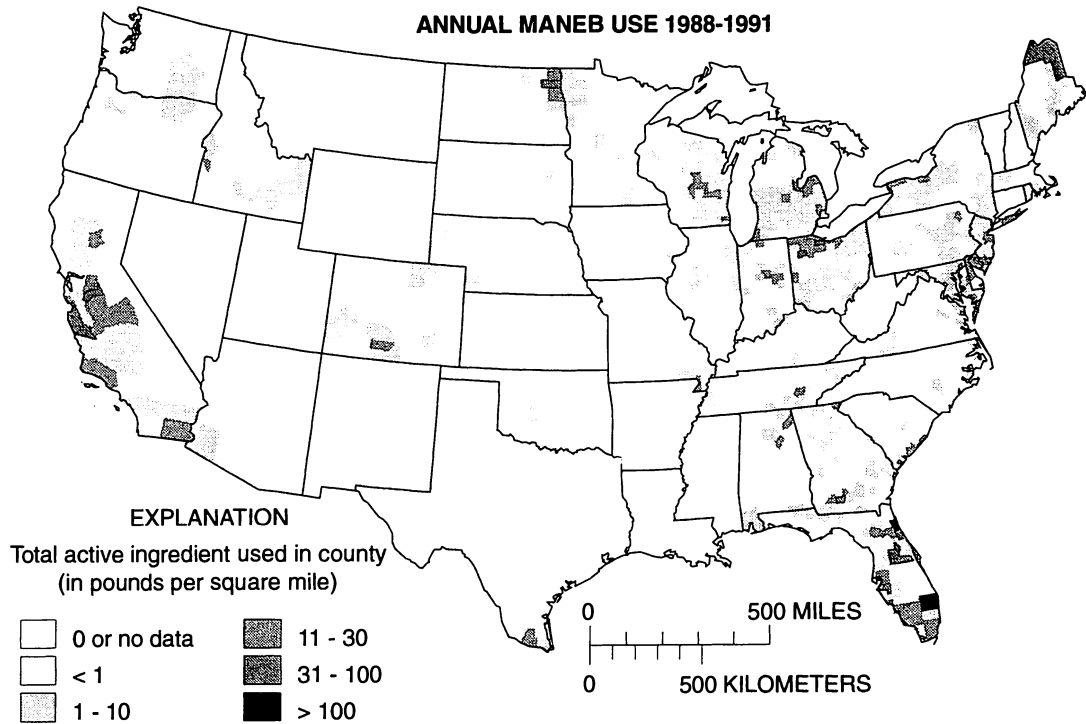 ANNUAL MANEB USE 1988-1991
EXPLANATION
Total active ingredient used in county
(in pounds per square mile)
0 or no data
< 1
1 - 10
11 - 30
31 - 100
> 100
0 500 MILES
0 500 KILOMETERS